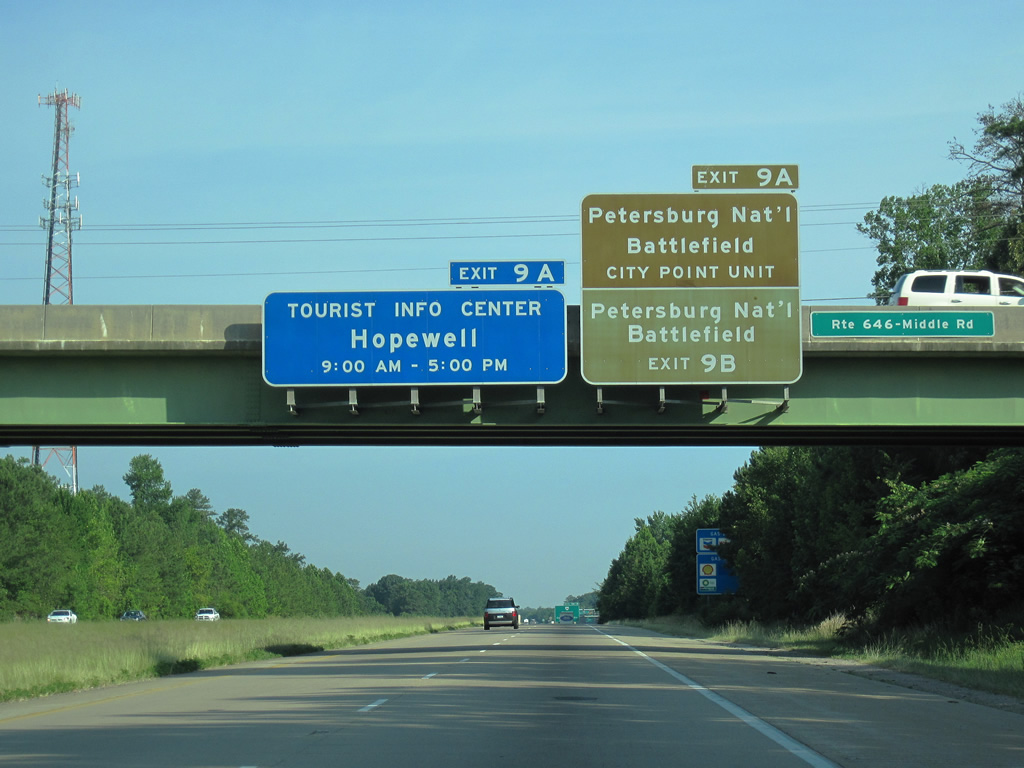 EXIT 9A
TOURIST INFO CENTER
Hopewell
9:00 AM - 5:00 PM
EXIT 9A
Petersburg Nat'l
Battlefield
CITY POINT UNIT
Petersburg Nat'l
Battlefield
EXIT 9B
Rte 646-Middle Rd